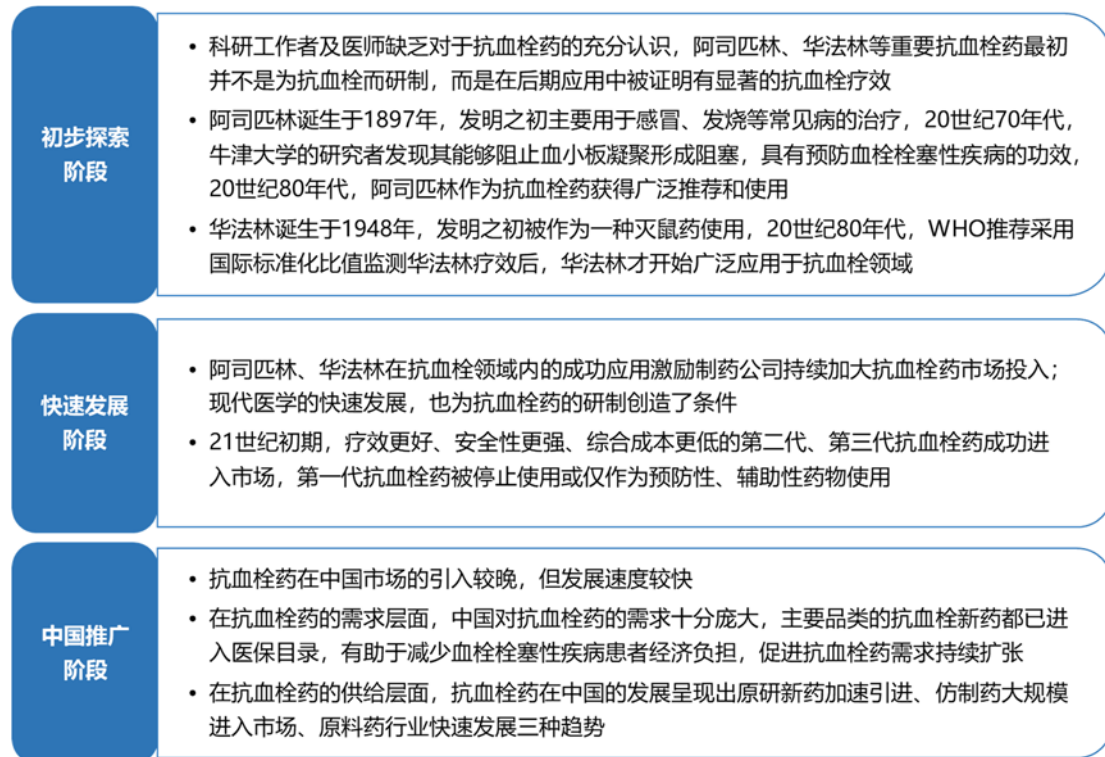 初步探索
阶段
• 科研工作者及医师缺乏对于抗血栓药的充分认识，阿司匹林、华法林等重要抗血栓药最初
并不是为抗血栓而研制，而是在后期应用中被证明有显著的抗血栓疗效
• 阿司匹林诞生于1897年，发明之初主要用于感冒、发烧等常见病的治疗，20世纪70年代，
牛津大学的研究者发现其能够阻止血小板凝聚形成阻塞，具有预防血栓栓塞性疾病的功效，
20世纪80年代，阿司匹林作为抗血栓药获得广泛推荐和使用
• 华法林诞生于1948年，发明之初被作为一种灭鼠药使用，20世纪80年代，WHO推荐采用
国际标准化比值监测华法林疗效后，华法林才开始广泛应用于抗血栓领域
快速发展
阶段
• 阿司匹林、华法林在抗血栓领域内的成功应用激励制药公司持续加大抗血栓药市场投入；
现代医学的快速发展，也为抗血栓药的研制创造了条件
• 21世纪初期，疗效更好、安全性更强、综合成本更低的第二代、第三代抗血栓药成功进
入市场，第一代抗血栓药被停止使用或仅作为预防性、辅助性药物使用
中国推广
阶段
• 抗血栓药在中国市场的引入较晚，但发展速度较快
• 在抗血栓药的需求层面，中国对抗血栓药的需求十分庞大，主要品类的抗血栓新药都已进
入医保目录，有助于减少血栓栓塞性疾病患者经济负担，促进抗血栓药需求持续扩张
• 在抗血栓药的供给层面，抗血栓药在中国的发展呈现出原研新药加速引进、仿制药大规模
进入市场、原料药行业快速发展三种趋势